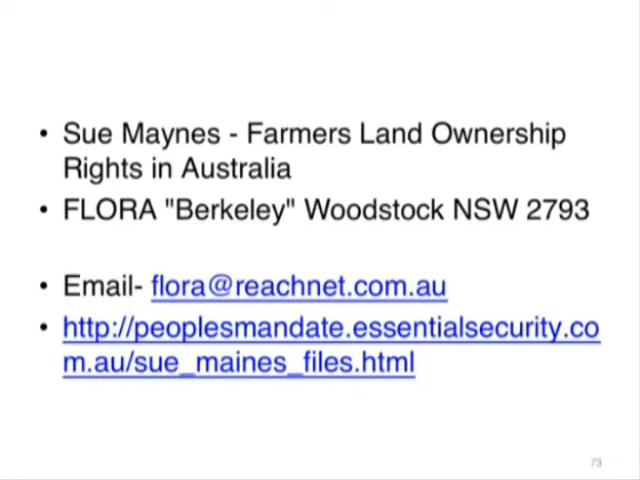 • Sue Maynes - Farmers Land Ownership
Rights in Australia
• FLORA "Berkeley" Woodstock NSW 2793
• Email- flora@reachnet.com.au
• http://peoplesmandate.essentialsecurity.co
m.au/sue_maines_files.html
73